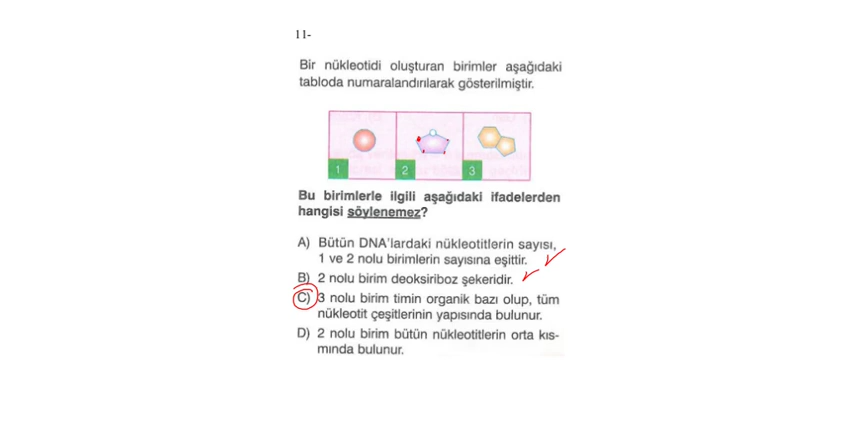 11-
Bir nükleotidi oluşturan birimler aşağıdaki
tabloda numaralandırılarak gösterilmiştir.
1 2 3
Bu birimlerle ilgili aşağıdaki ifadelerden
hangisi söylenemez?
A) Bütün DNA'lardaki nükleotitlerin sayısı,
1 ve 2 nolu birimlerin sayısına eşittir.
B) 2 nolu birim deoksiriboz şekeridir.
C) 3 nolu birim timin organik bazı olup, tüm
nükleotit çeşitlerinin yapısında bulunur.
D) 2 nolu birim bütün nükleotitlerin orta kıs-
mında bulunur.